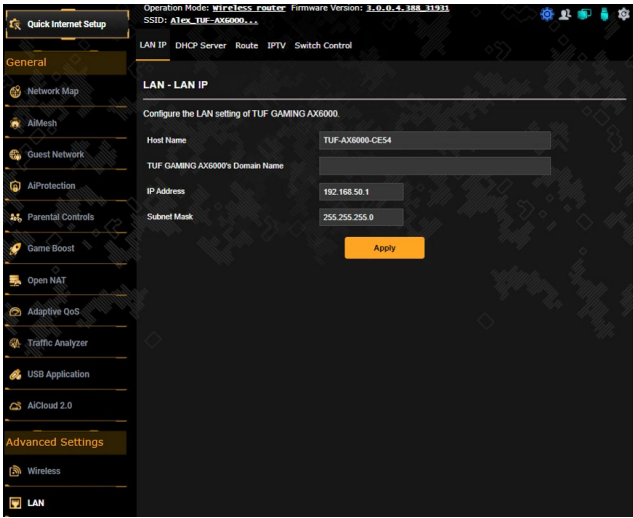 Operation Mode: Wireless router Firmware Version: 3.0.0.4.388_31931
SSID: Alex_TUF-AX6000...
Quick Internet Setup
LAN IP DHCP Server Route IPTV Switch Control
General
Network Map
AiMesh
Guest Network
AiProtection
Parental Controls
Game Boost
Open NAT
Adaptive QoS
Traffic Analyzer
USB Application
AiCloud 2.0
Advanced Settings
Wireless
LAN
LAN - LAN IP
Configure the LAN setting of TUF GAMING AX6000.
Host Name TUF-AX6000-CE54
TUF GAMING AX6000's Domain Name
IP Address 192.168.50.1
Subnet Mask 255.255.255.0
Apply